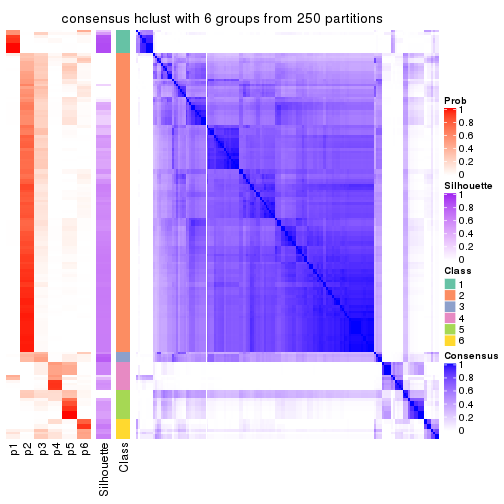 consensus hclust with 6 groups from 250 partitions
Prob
1
0.8
0.6
0.4
0.2
0
Silhouette
1
0.8
0.6
0.4
0.2
0
Class
1
2
3
4
5
6
Consensus
1
0.8
0.6
0.4
0.2
0
p1
p2
p3
p4
p5
p6
Silhouette
Class